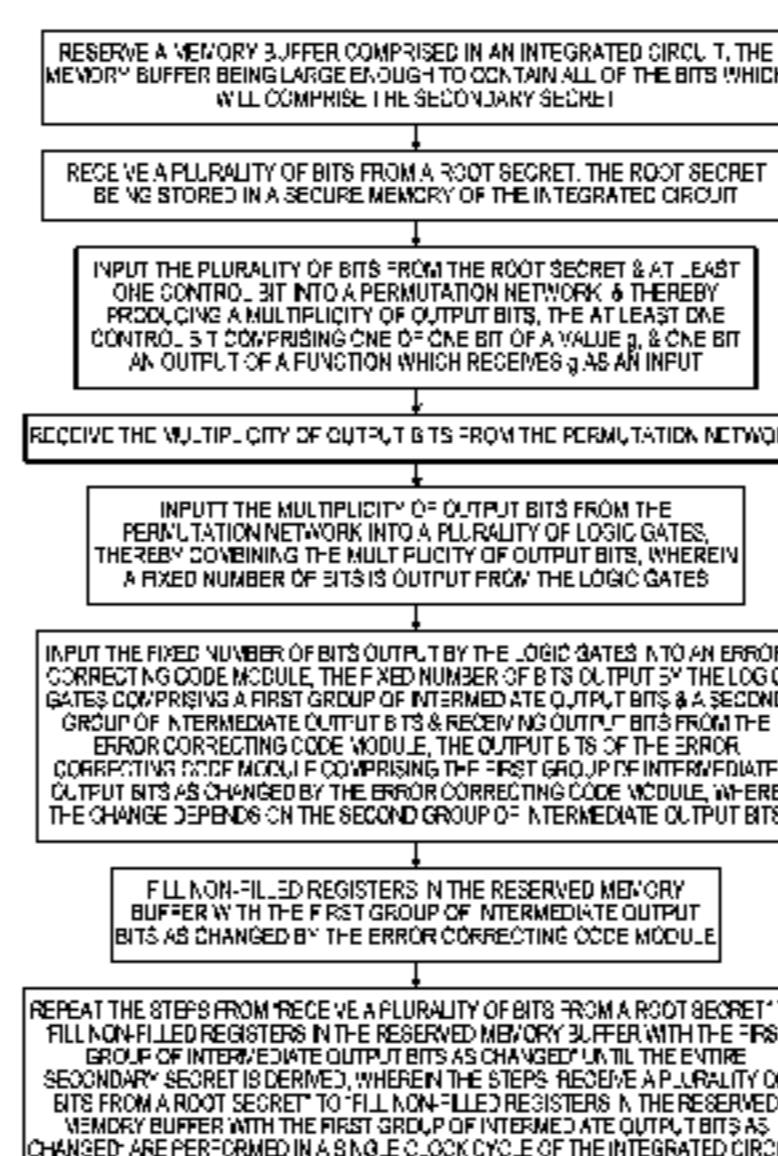 RESERVE A MEMORY BUFFER COMPRISED IN AN INTEGRATED CIRCUIT, THE
MEMORY BUFFER BEING LARGE ENOUGH TO CONTAIN ALL OF THE BITS WHICH
WILL COMPRISE THE SECONDARY SECRET
RECEIVE A PLURALITY OF BITS FROM A ROOT SECRET, THE ROOT SECRET
BEING STORED IN A SECURE MEMORY OF THE INTEGRATED CIRCUIT
INPUT THE PLURALITY OF BITS FROM THE ROOT SECRET & AT LEAST
ONE CONTROL BIT INTO A PERMUTATION NETWORK, & THEREBY
PRODUCING A MULTIPLICITY OF OUTPUT BITS, THE AT LEAST ONE
CONTROL BIT COMPRISING ONE OF ONE BIT OF A VALUE g, & ONE BIT
AN OUTPUT OF A FUNCTION WHICH RECEIVES g AS AN INPUT
RECEIVE THE MULTIPLICITY OF OUTPUT BITS FROM THE PERMUTATION NETWO
INPUTT THE MULTIPLICITY OF OUTPUT BITS FROM THE
PERMUTATION NETWORK INTO A PLURALITY OF LOGIC GATES,
THEREBY COMBINING THE MULTIPLICITY OF OUTPUT BITS, WHEREIN
A FIXED NUMBER OF BITS IS OUTPUT FROM THE LOGIC GATES
INPUT THE FIXED NUMBER OF BITS OUTPUT BY THE LOGIC GATES INTO AN ERROR
CORRECTING CODE MODULE, THE FIXED NUMBER OF BITS OUTPUT BY THE LOGIC
GATES COMPRISING A FIRST GROUP OF INTERMEDIATE OUTPUT BITS & A SECOND
GROUP OF INTERMEDIATE OUTPUT BITS & RECEIVING OUTPUT BITS FROM THE
ERROR CORRECTING CODE MODULE, THE OUTPUT BITS OF THE ERROR
CORRECTING CODE MODULE COMPRISING THE FIRST GROUP OF INTERMEDIATE
OUTPUT BITS AS CHANGED BY THE ERROR CORRECTING CODE MODULE, WHERE
THE CHANGE DEPENDS ON THE SECOND GROUP OF INTERMEDIATE OUTPUT BITS
FILL NON-FILLED REGISTERS IN THE RESERVED MEMORY
BUFFER WITH THE FIRST GROUP OF INTERMEDIATE OUTPUT
BITS AS CHANGED BY THE ERROR CORRECTING CODE MODULE
REPEAT THE STEPS FROM "RECEIVE A PLURALITY OF BITS FROM A ROOT SECRET"
"FILL NON-FILLED REGISTERS IN THE RESERVED MEMORY BUFFER WITH THE FIRS
GROUP OF INTERMEDIATE OUTPUT BITS AS CHANGED" UNTIL THE ENTIRE
SECONDARY SECRET IS DERIVED, WHEREIN THE STEPS "RECEIVE A PLURALITY O
BITS FROM A ROOT SECRET" TO "FILL NON-FILLED REGISTERS IN THE RESERVED
MEMORY BUFFER WITH THE FIRST GROUP OF INTERMEDIATE OUTPUT BITS AS
CHANGED" ARE PERFORMED IN A SINGLE CLOCK CYCLE OF THE INTEGRATED CIRC